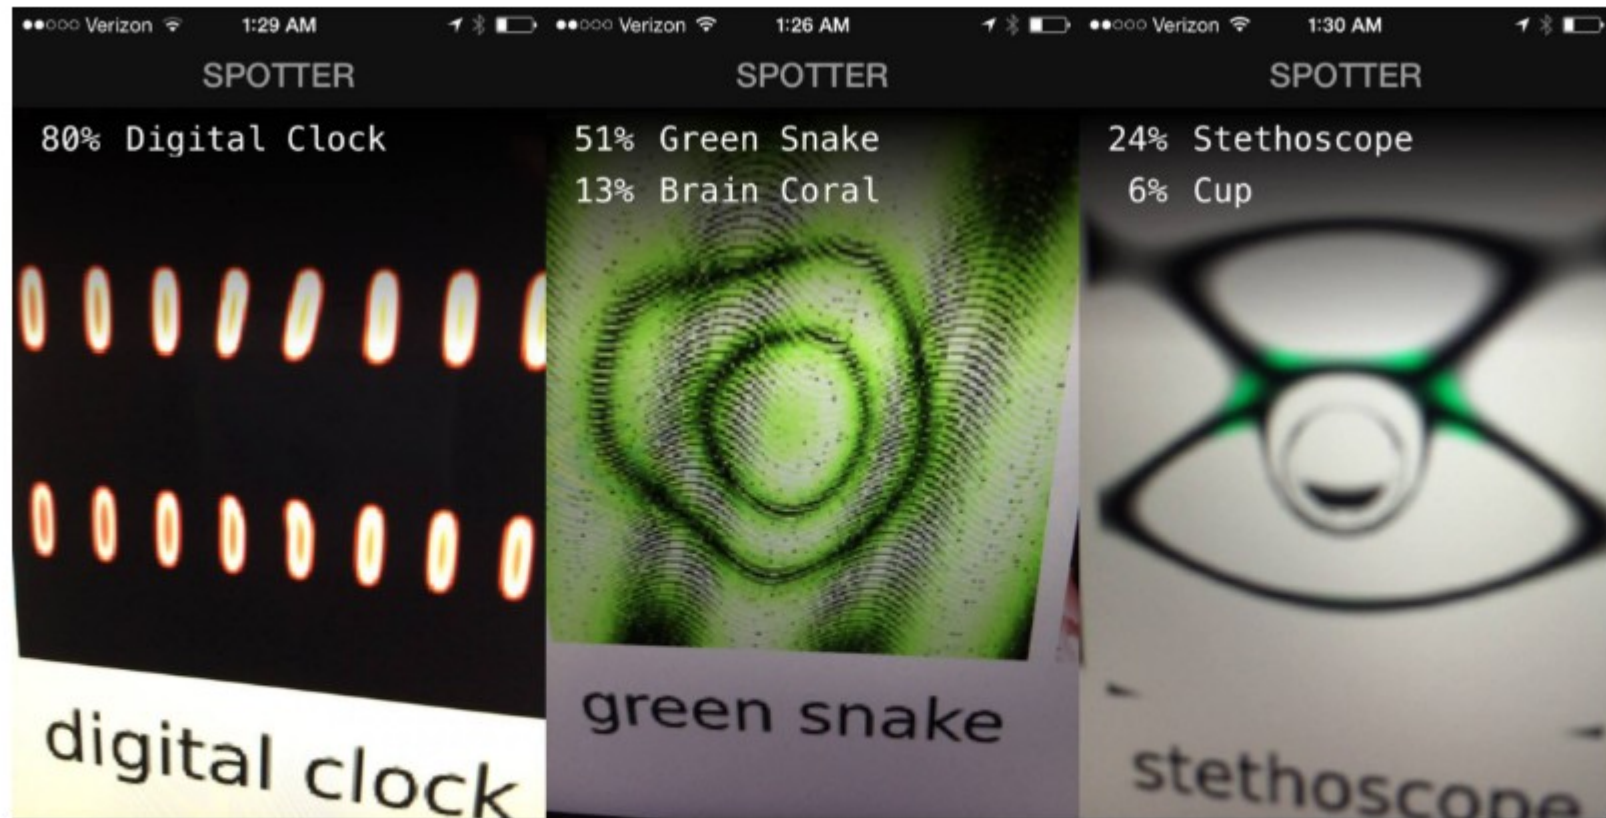 Verizon 1:29 AM
SPOTTER
80% Digital Clock
digital clock
Verizon 1:26 AM
SPOTTER
51% Green Snake
13% Brain Coral
green snake
Verizon 1:30 AM
SPOTTER
24% Stethoscope
6% Cup
stethoscope